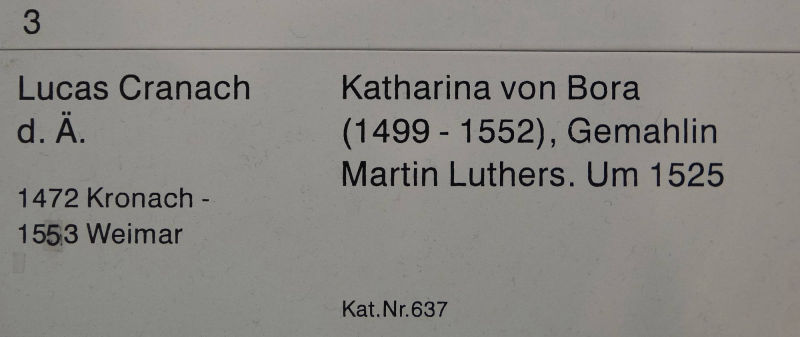 3
Lucas Cranach
d. Ä.
1472 Kronach -
1553 Weimar
Katharina von Bora
(1499 - 1552), Gemahlin
Martin Luthers. Um 1525
Kat.Nr.637